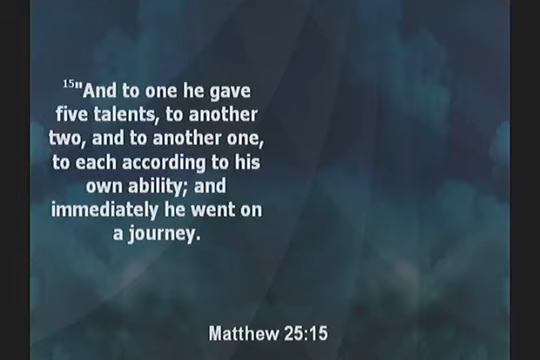 15"And to one he gave
five talents, to another
two, and to another one,
to each according to his
own ability; and
immediately he went on
a journey.
Matthew 25:15